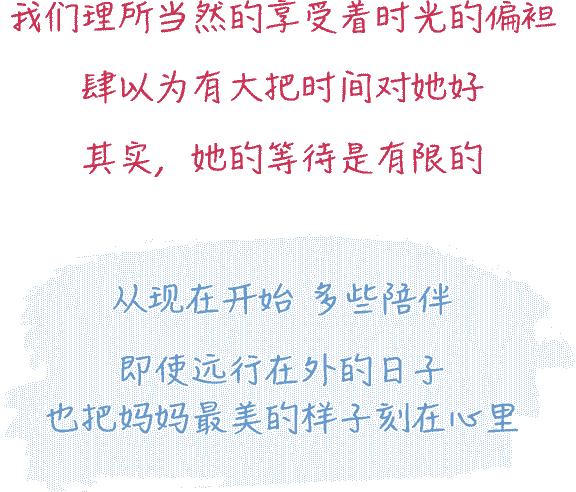 我们理所当然的享受着时光的偏袒
肆以为有大把时间对她好
其实，她的等待是有限的
从现在开始 多些陪伴
即使远行在外的日子
也把妈妈最美的样子刻在心里